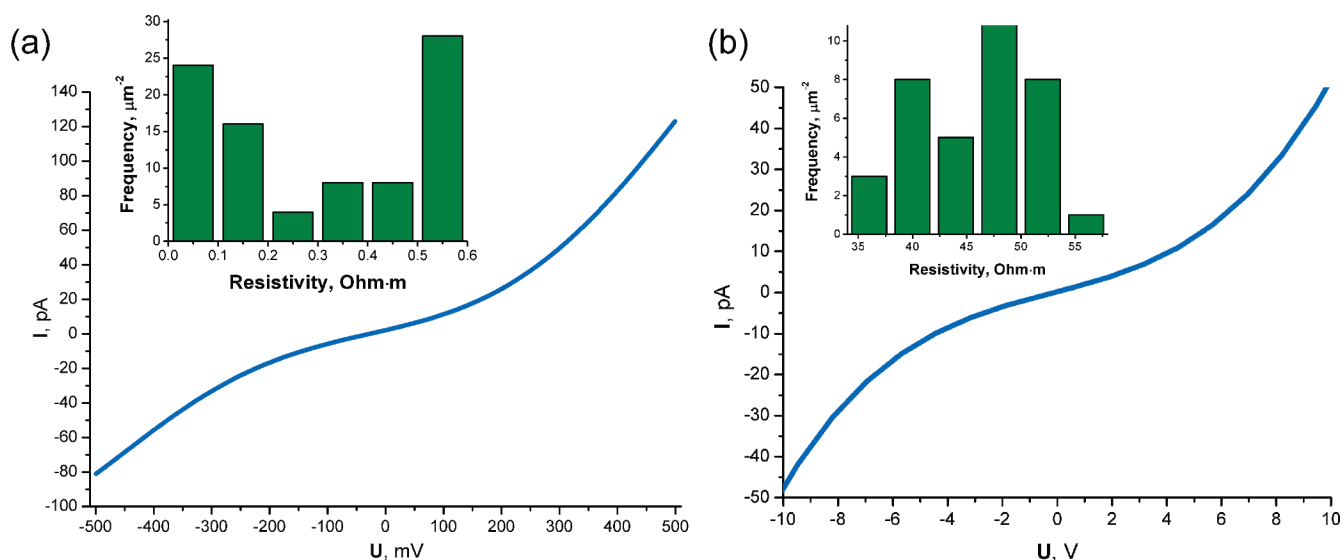 (a)
30
25
20
15
10
5
0
Frequency, μm⁻²
0.0 0.1 0.2 0.3 0.4 0.5 0.6
Resistivity, Ohm·m
140
120
100
80
60
40
20
0
-20
-40
-60
-80
-100
I, pA
-500 -400 -300 -200 -100 0 100 200 300 400 500
U, mV
(b)
10
8
6
4
2
0
Frequency, μm⁻²
35 40 45 50 55
Resistivity, Ohm·m
50
40
30
20
10
0
-10
-20
-30
-40
-50
I, pA
-10 -8 -6 -4 -2 0 2 4 6 8 10
U, V